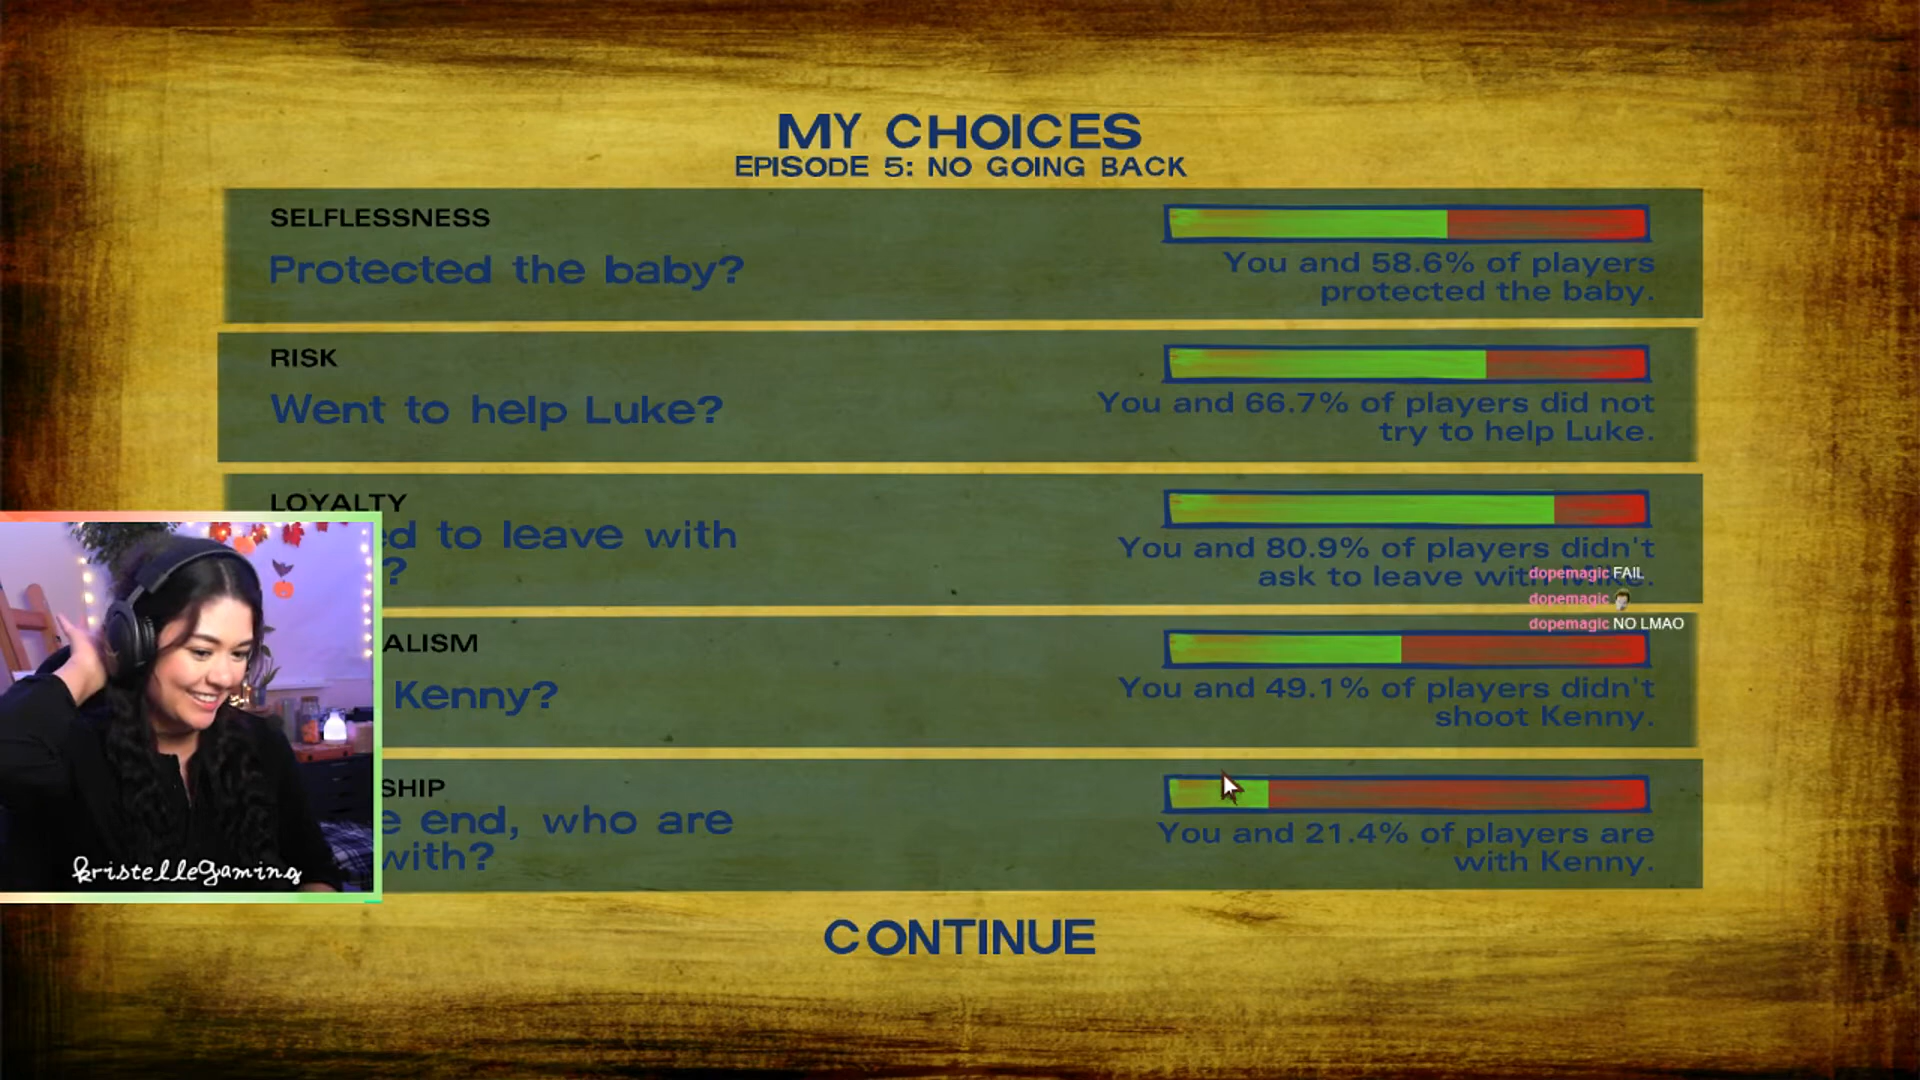 MY CHOICES
EPISODE 5: NO GOING BACK
SELFLESSNESS
Protected the baby?
You and 58.6% of players
protected the baby.
RISK
Went to help Luke?
You and 66.7% of players did not
try to help Luke.
LOYALTY
ed to leave with
?
You and 80.9% of players didn't
ask to leave with Mike.
dopemagic FAIL
dopemagic
dopemagic NO LMAO
ALISM
Kenny?
You and 49.1% of players didn't
shoot Kenny.
SHIP
e end, who are
with?
You and 21.4% of players are
with Kenny.
kristelleGaming
CONTINUE